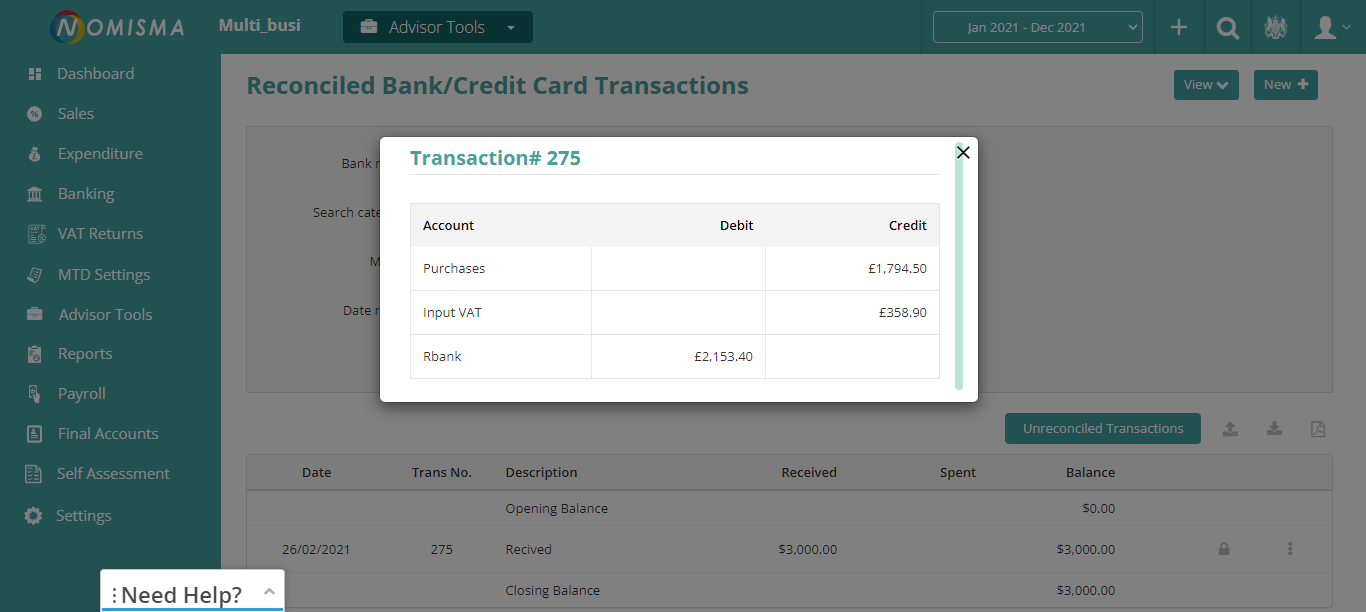 NOMISMA
Multi_busi
Advisor Tools
Jan 2021 - Dec 2021
Dashboard
Sales
Expenditure
Banking
VAT Returns
MTD Settings
Advisor Tools
Reports
Payroll
Final Accounts
Self Assessment
Settings
Reconciled Bank/Credit Card Transactions
View
New
Bank
Search cate
M
Date
Transaction# 275
Account Debit Credit
Purchases £1,794.50
Input VAT £358.90
Rbank £2,153.40
Unreconciled Transactions
Date Trans No. Description Received Spent Balance
Opening Balance $0.00
26/02/2021 275 Recived $3,000.00 $3,000.00
Closing Balance $3,000.00
Need Help?